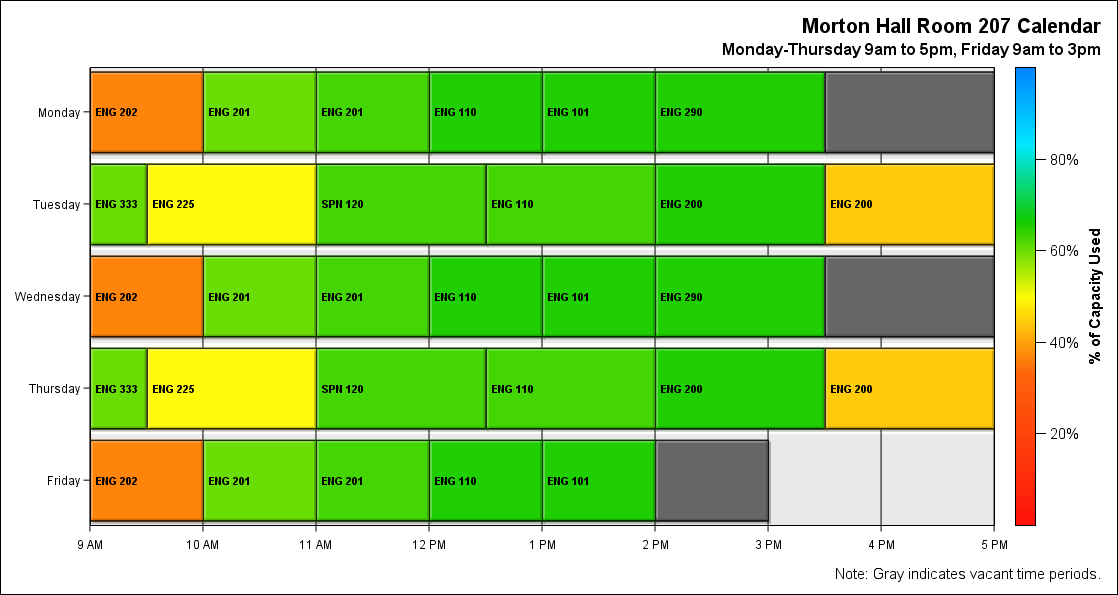 Morton Hall Room 207 Calendar
Monday-Thursday 9am to 5pm, Friday 9am to 3pm
Monday ENG 202 ENG 201 ENG 201 ENG 110 ENG 101 ENG 290
80%
Tuesday ENG 333 ENG 225 SPN 120 ENG 110 ENG 200 ENG 200
60%
Wednesday ENG 202 ENG 201 ENG 201 ENG 110 ENG 101 ENG 290
% of Capacity Used
40%
Thursday ENG 333 ENG 225 SPN 120 ENG 110 ENG 200 ENG 200
20%
Friday ENG 202 ENG 201 ENG 201 ENG 110 ENG 101
9 AM 10 AM 11 AM 12 PM 1 PM 2 PM 3 PM 4 PM 5 PM
Note: Gray indicates vacant time periods.